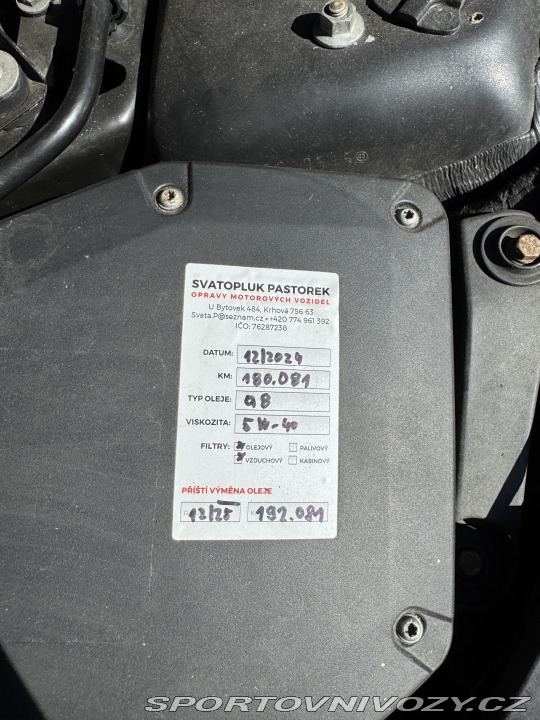 SVATOPLUK PASTOREK
OPRAVY MOTOROVÝCH VOZIDEL
U Bytovek 484, Krhová 756 63
Svata.P@seznam.cz • +420 774 961 392
IČO: 76287238
DATUM: 12/2024
KM: 180.081
TYP OLEJE: Q8
VISKOZITA: 5W-40
FILTRY: OLEJOVÝ PALIVOVÝ
VZDUCHOVÝ KABINOVÝ
PŘÍŠTÍ VÝMĚNA OLEJE
12/25 192.081
SPORTOVNIVOZY.CZ